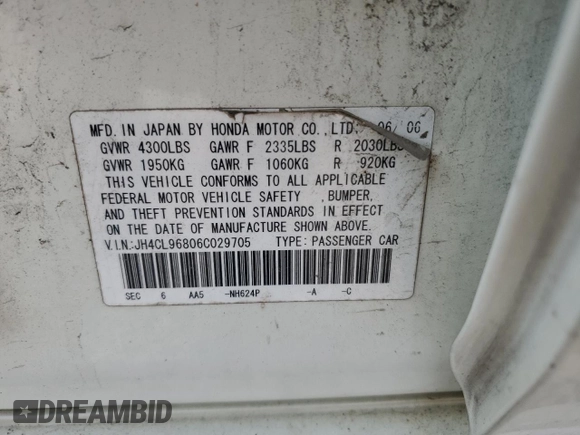 MFD. IN JAPAN BY HONDA MOTOR CO., LTD. 06/06
GVWR 4300LBS GAWR F 2335LBS R 2030LBS
GVWR 1950KG GAWR F 1060KG R 920KG
THIS VEHICLE CONFORMS TO ALL APPLICABLE
FEDERAL MOTOR VEHICLE SAFETY , BUMPER,
AND THEFT PREVENTION STANDARDS IN EFFECT
ON THE DATE OF MANUFACTURE SHOWN ABOVE.
V.I.N.:JH4CL96806C029705 TYPE: PASSENGER CAR
SEC 6 AA5 -NH624P -A -C
DREAMBID